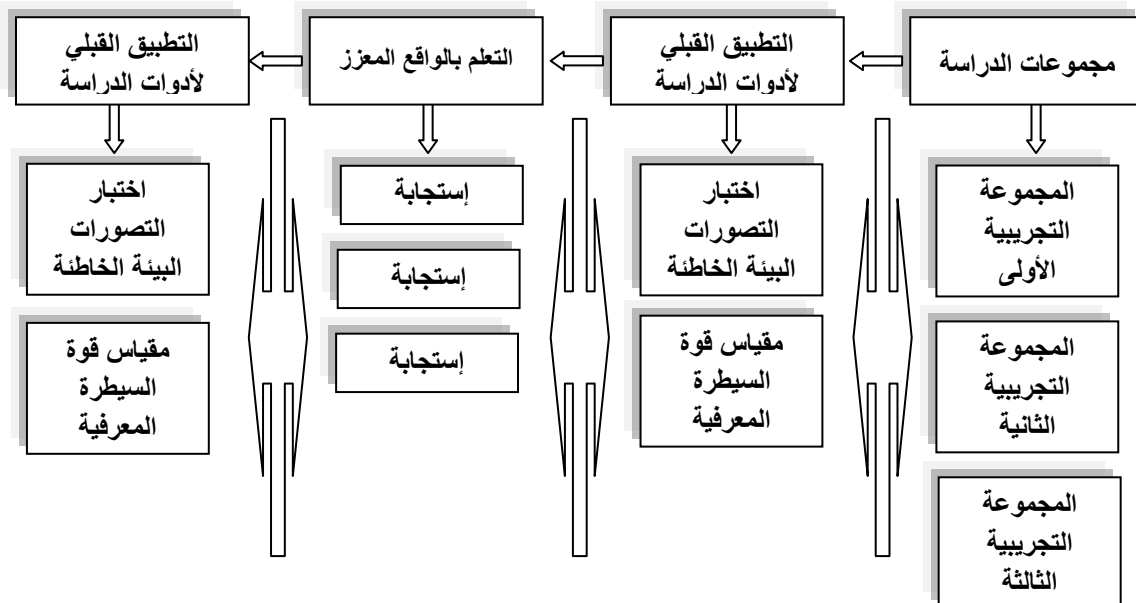 مجموعات الدراسة
التطبيق القبلي
لأدوات الدراسة
التعلم بالواقع المعزز
التطبيق القبلي
لأدوات الدراسة
المجموعة
التجريبية
الأولى
المجموعة
التجريبية
الثانية
المجموعة
التجريبية
الثالثة
اختبار
التصورات
البيئة الخاطئة
مقياس قوة
السيطرة
المعرفية
إستجابة
إستجابة
إستجابة
اختبار
التصورات
البيئة الخاطئة
مقياس قوة
السيطرة
المعرفية